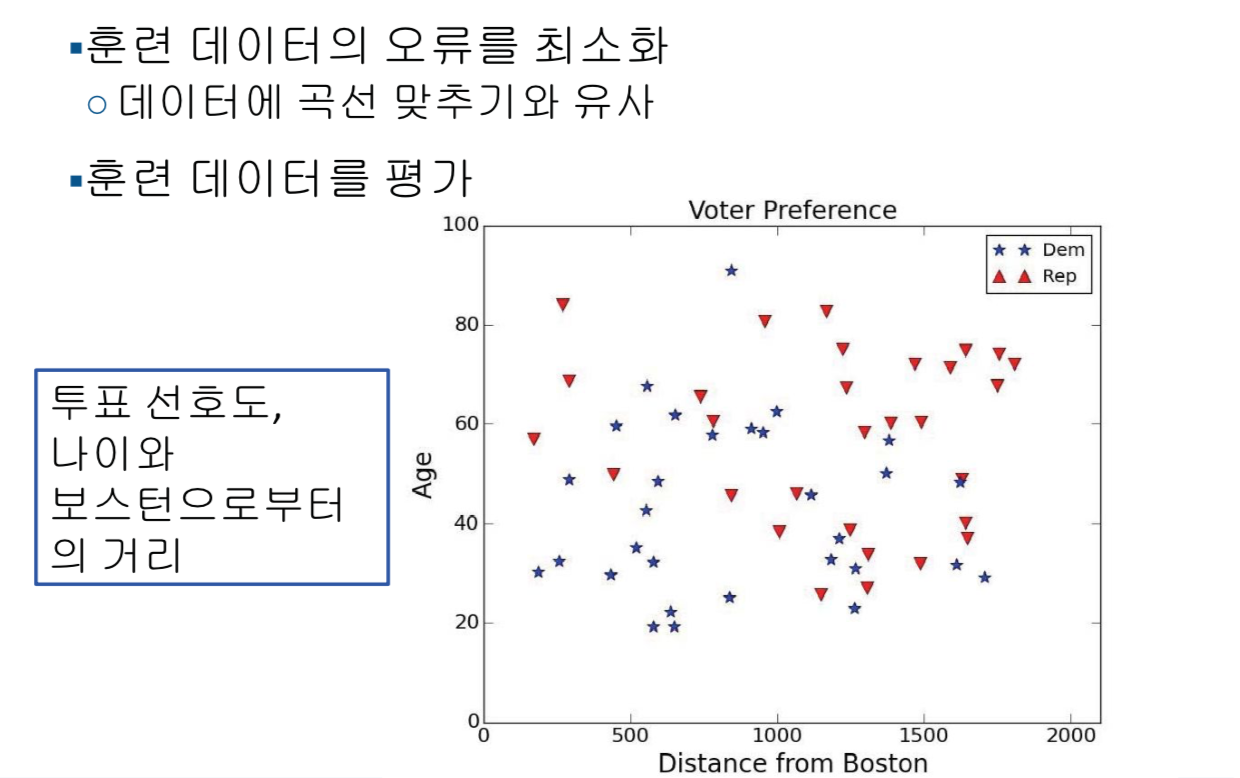 ▪훈련 데이터의 오류를 최소화
○ 데이터에 곡선 맞추기와 유사
▪훈련 데이터를 평가
투표 선호도,
나이와
보스턴으로부터
의 거리
Voter Preference
Dem
Rep
100
80
60
40
20
0
Age
0 500 1000 1500 2000
Distance from Boston